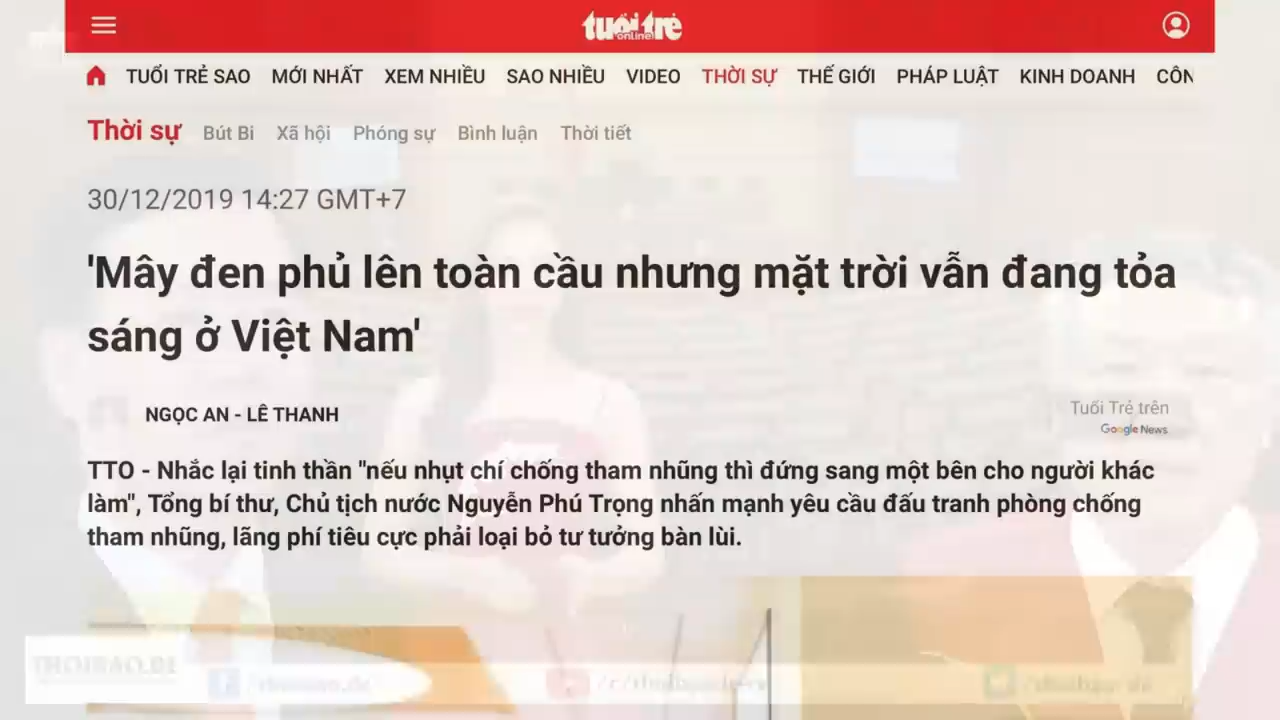 tuổi trẻ
online
TUỔI TRẺ SAO MỚI NHẤT XEM NHIỀU SAO NHIỀU VIDEO THỜI SỰ THẾ GIỚI PHÁP LUẬT KINH DOANH CÔN
Thời sự Bút Bi Xã hội Phóng sự Bình luận Thời tiết
30/12/2019 14:27 GMT+7
'Mây đen phủ lên toàn cầu nhưng mặt trời vẫn đang tỏa
sáng ở Việt Nam'
NGỌC AN - LÊ THANH
Tuổi Trẻ trên
Google News
TTO - Nhắc lại tinh thần "nếu nhụt chí chống tham nhũng thì đứng sang một bên cho người khác
làm", Tổng bí thư, Chủ tịch nước Nguyễn Phú Trọng nhấn mạnh yêu cầu đấu tranh phòng chống
tham nhũng, lãng phí tiêu cực phải loại bỏ tư tưởng bàn lùi.
THOIBAO.DE